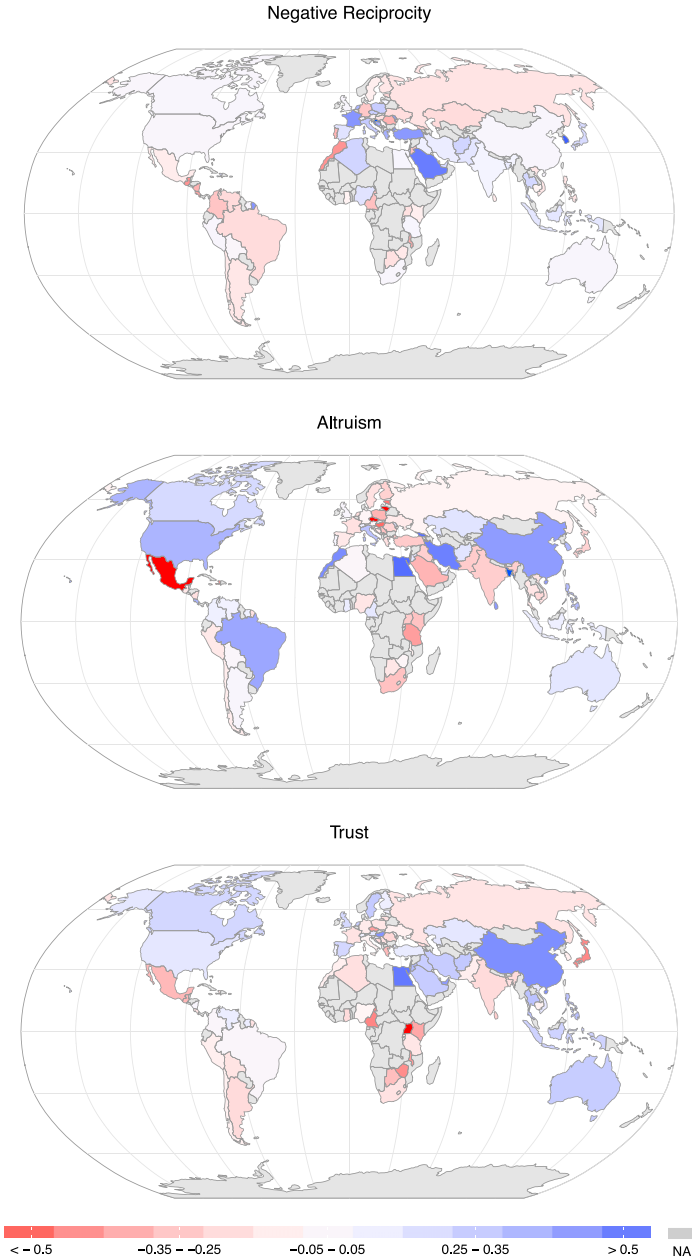 Negative Reciprocity
Altruism
Trust
< − 0.5
−0.35 − −0.25
−0.05 − 0.05
0.25 − 0.35
> 0.5
NA